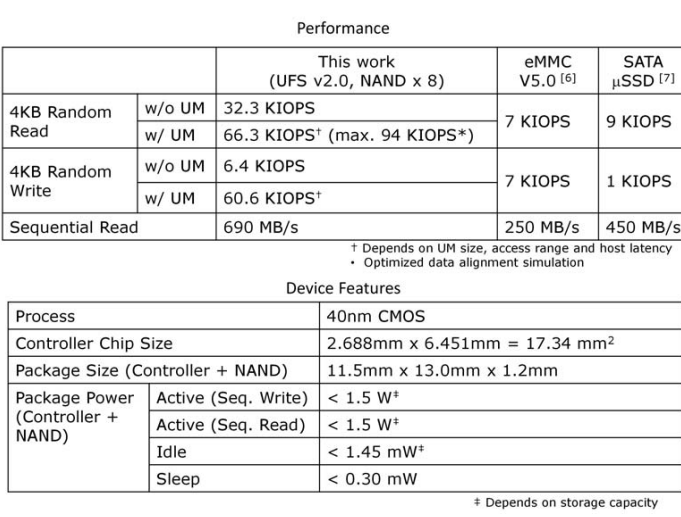 Performance
This work
(UFS v2.0, NAND x 8)
eMMC
V5.0 [6]
SATA
μSSD [7]
4KB Random
Read
w/o UM
32.3 KIOPS
w/ UM
66.3 KIOPS† (max. 94 KIOPS*)
7 KIOPS
9 KIOPS
4KB Random
Write
w/o UM
6.4 KIOPS
w/ UM
60.6 KIOPS†
7 KIOPS
1 KIOPS
Sequential Read
690 MB/s
250 MB/s
450 MB/s
† Depends on UM size, access range and host latency
• Optimized data alignment simulation
Device Features
Process
40nm CMOS
Controller Chip Size
2.688mm x 6.451mm = 17.34 mm²
Package Size (Controller + NAND)
11.5mm x 13.0mm x 1.2mm
Package Power
(Controller +
NAND)
Active (Seq. Write)
< 1.5 W‡
Active (Seq. Read)
< 1.5 W‡
Idle
< 1.45 mW‡
Sleep
< 0.30 mW
‡ Depends on storage capacity